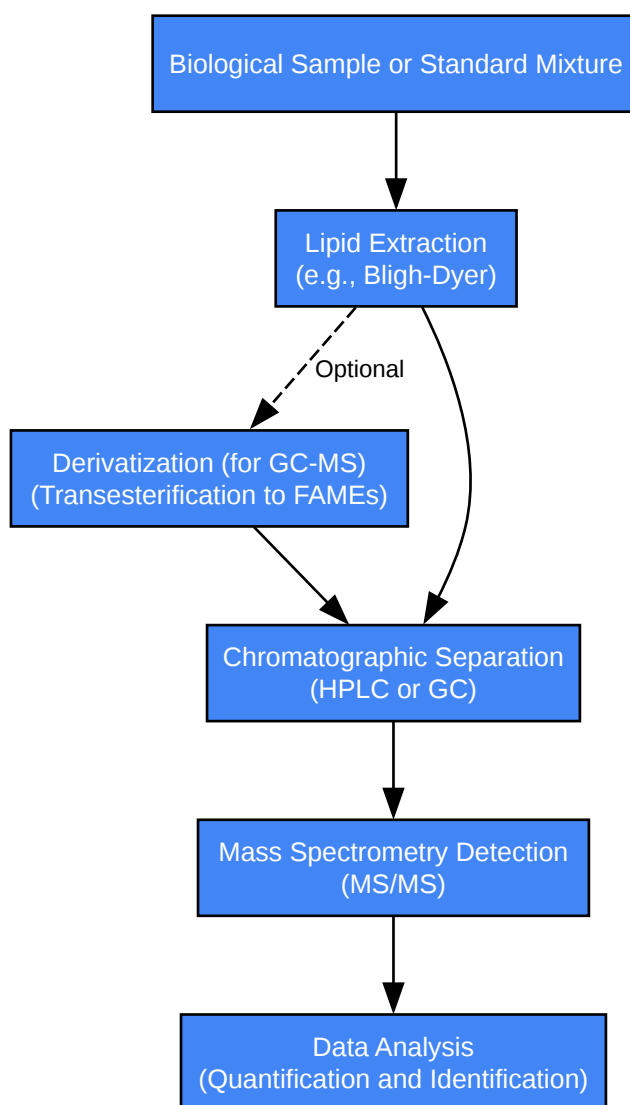 Biological Sample or Standard Mixture
Lipid Extraction
(e.g., Bligh-Dyer)
Optional
Derivatization (for GC-MS)
(Transesterification to FAMEs)
Chromatographic Separation
(HPLC or GC)
Mass Spectrometry Detection
(MS/MS)
Data Analysis
(Quantification and Identification)